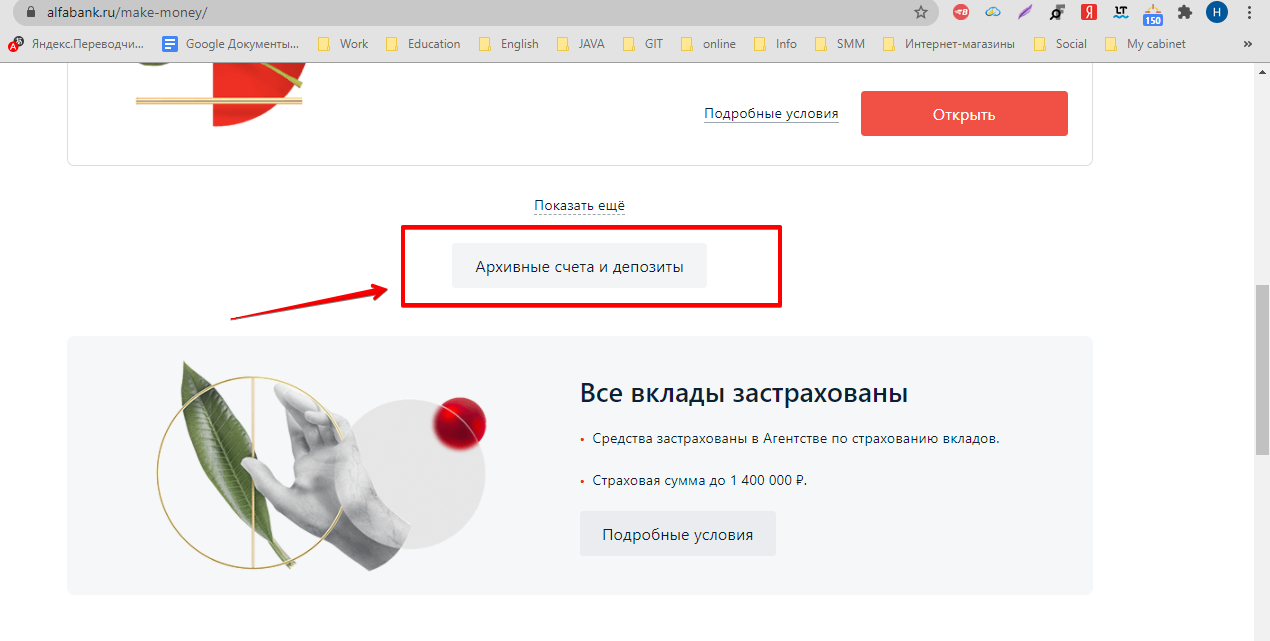 alfabank.ru/make-money/
Яндекс.Переводчи... Google Документы... Work Education English JAVA GIT online Info SMM Интернет-магазины Social My cabinet »
150
Я
LT
H
Подробные условия Открыть
Показать ещё
Архивные счета и депозиты
Все вклады застрахованы
• Средства застрахованы в Агентстве по страхованию вкладов.
• Страховая сумма до 1 400 000 ₽.
Подробные условия